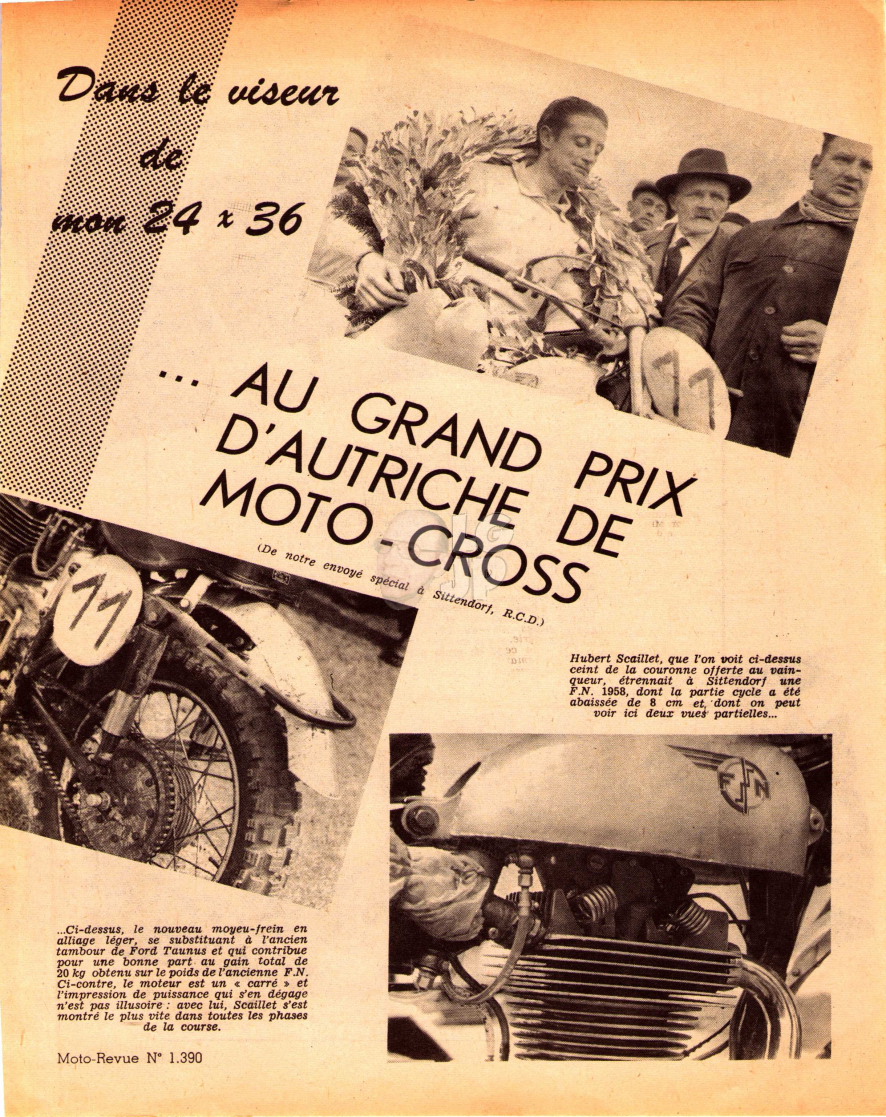 Dans le viseur
de
mon 24 x 36
11
... AU GRAND PRIX
D'AUTRICHE DE
MOTO-CROSS
(De notre envoyé spécial à Sittendorf, R.C.D.)
11
Hubert Scaillet, que l'on voit ci-dessus
ceint de la couronne offerte au vain-
queur, étrennait à Sittendorf une
F.N. 1958, dont la partie cycle a été
abaissée de 8 cm et dont on peut
voir ici deux vues partielles...
FN
...Ci-dessus, le nouveau moyeu-frein en
alliage léger, se substituant à l'ancien
tambour de Ford Taunus et qui contribue
pour une bonne part au gain total de
20 kg obtenu sur le poids de l'ancienne F.N.
Ci-contre, le moteur est un « carré » et
l'impression de puissance qui s'en dégage
n'est pas illusoire : avec lui, Scaillet s'est
montré le plus vite dans toutes les phases
de la course.
Moto-Revue N° 1.390